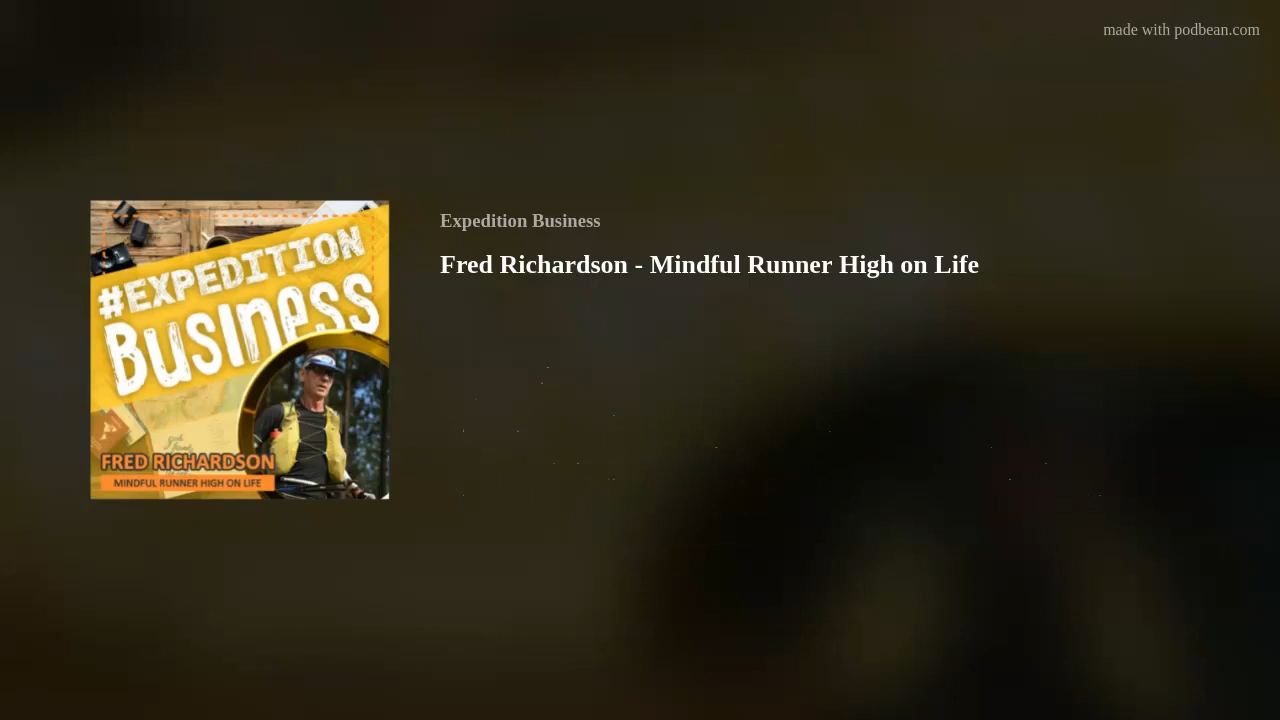 made with podbean.com
Expedition Business
Fred Richardson - Mindful Runner High on Life
#EXPEDITION
BUSINESS
FRED RICHARDSON
MINDFUL RUNNER HIGH ON LIFE